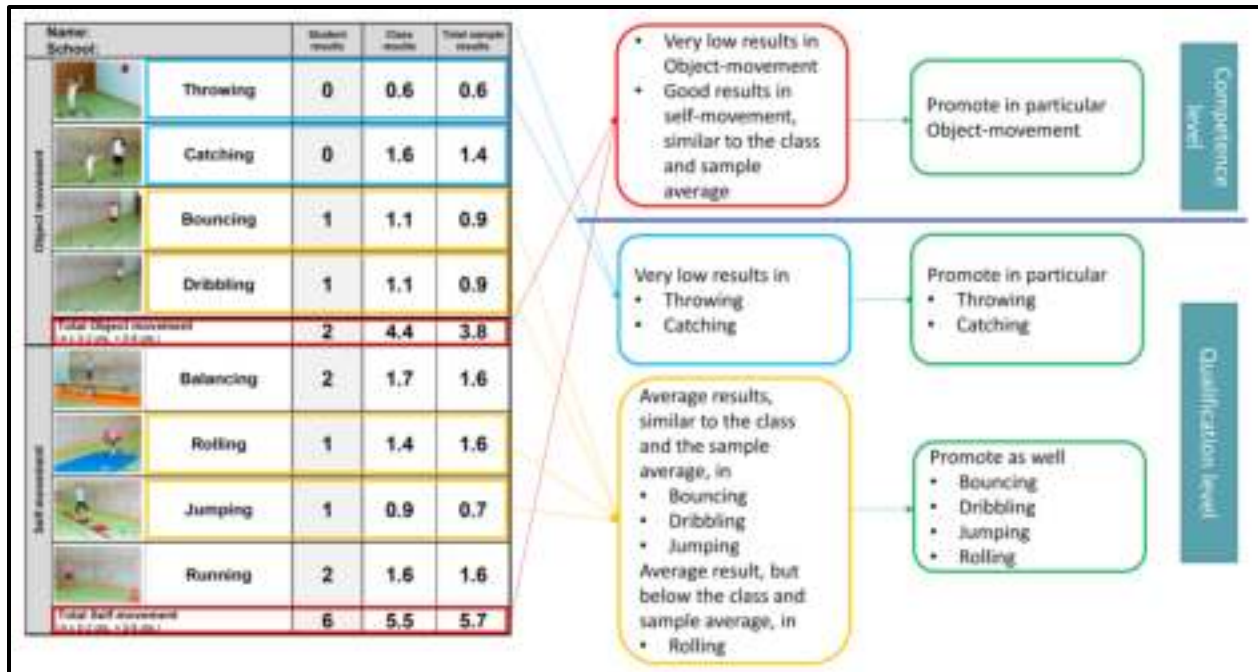 Name:
School:
Student results
Class results
Total sample results
Object movement
Throwing 0 0.6 0.6
Catching 0 1.6 1.4
Bouncing 1 1.1 0.9
Dribbling 1 1.1 0.9
Total Object movement
2 4.4 3.8
Self movement
Balancing 2 1.7 1.6
Rolling 1 1.4 1.6
Jumping 1 0.9 0.7
Running 2 1.6 1.6
Total Self movement
6 5.5 5.7
• Very low results in
Object-movement
• Good results in
self-movement,
similar to the class
and sample
average
Promote in particular
Object-movement
Competence
level
Very low results in
• Throwing
• Catching
Promote in particular
• Throwing
• Catching
Average results,
similar to the class
and the sample
average, in
• Bouncing
• Dribbling
• Jumping
Average result, but
below the class and
sample average, in
• Rolling
Promote as well
• Bouncing
• Dribbling
• Jumping
• Rolling
Qualification level